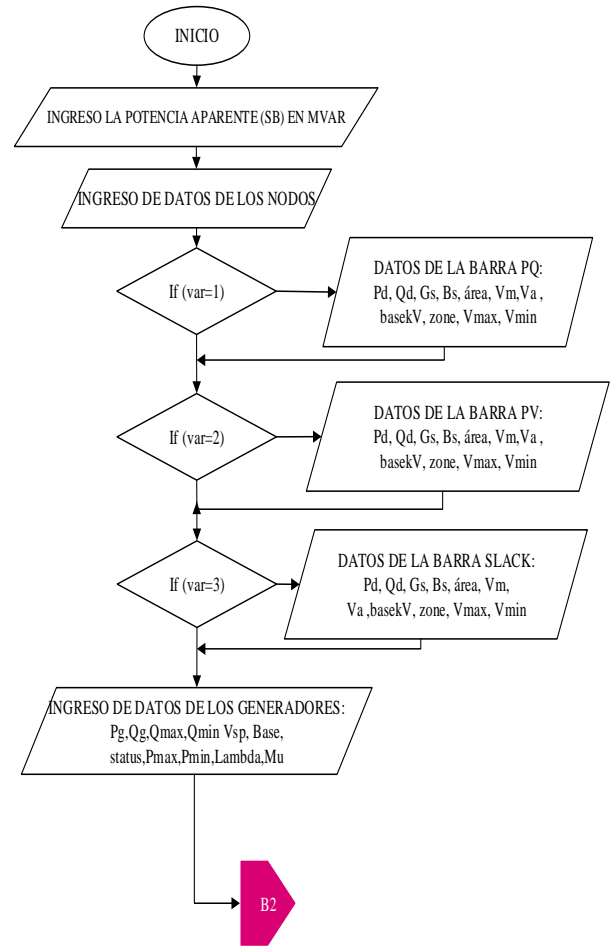 INICIO
INGRESO LA POTENCIA APARENTE (SB) EN MVAR
INGRESO DE DATOS DE LOS NODOS
If (var=1)
DATOS DE LA BARRA PQ:
Pd, Qd, Gs, Bs, área, Vm,Va ,
basekV, zone, Vmax, Vmin
If (var=2)
DATOS DE LA BARRA PV:
Pd, Qd, Gs, Bs, área, Vm,Va ,
basekV, zone, Vmax, Vmin
If (var=3)
DATOS DE LA BARRA SLACK:
Pd, Qd, Gs, Bs, área, Vm,
Va ,basekV, zone, Vmax, Vmin
INGRESO DE DATOS DE LOS GENERADORES:
Pg,Qg,Qmax,Qmin Vsp, Base,
status,Pmax,Pmin,Lambda,Mu
B2